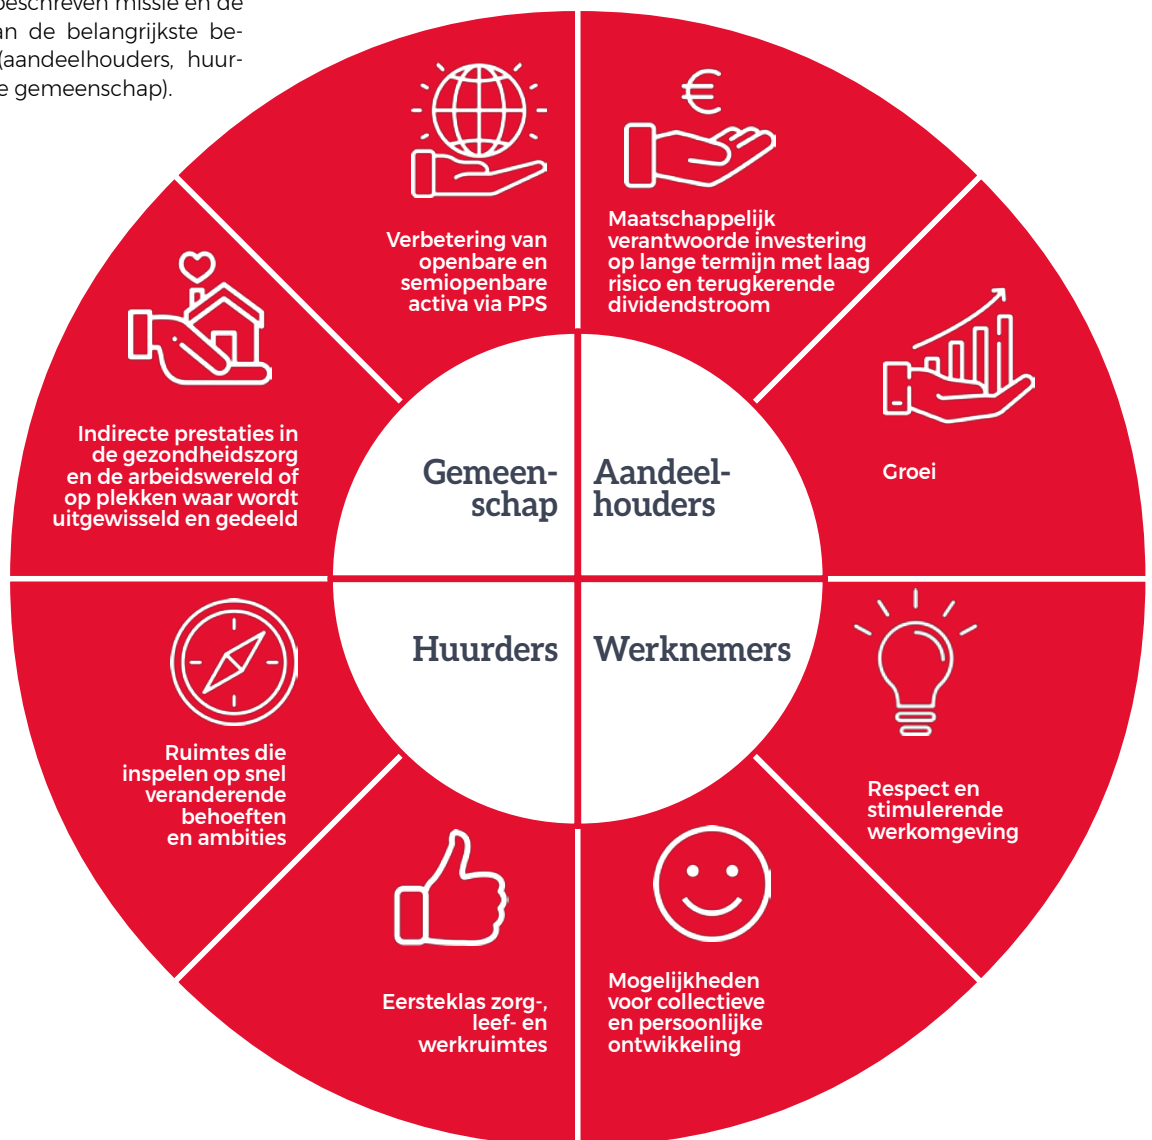 beschreven missie en de
an de belangrijkste be-
(aandeelhouders, huur-
e gemeenschap).
Verbetering van
openbare en
semiopenbare
activa via PPS
€
Maatschappelijk
verantwoorde investering
op lange termijn met laag
risico en terugkerende
dividendstroom
Indirecte prestaties in
de gezondheidszorg
en de arbeidswereld of
op plekken waar wordt
uitgewisseld en gedeeld
Groei
Gemeen-
schap
Aandeel-
houders
Huurders
Werknemers
Ruimtes die
inspelen op snel
veranderende
behoeften
en ambities
Respect en
stimulerende
werkomgeving
Eersteklas zorg-,
leef- en
werkruimtes
Mogelijkheden
voor collectieve
en persoonlijke
ontwikkeling